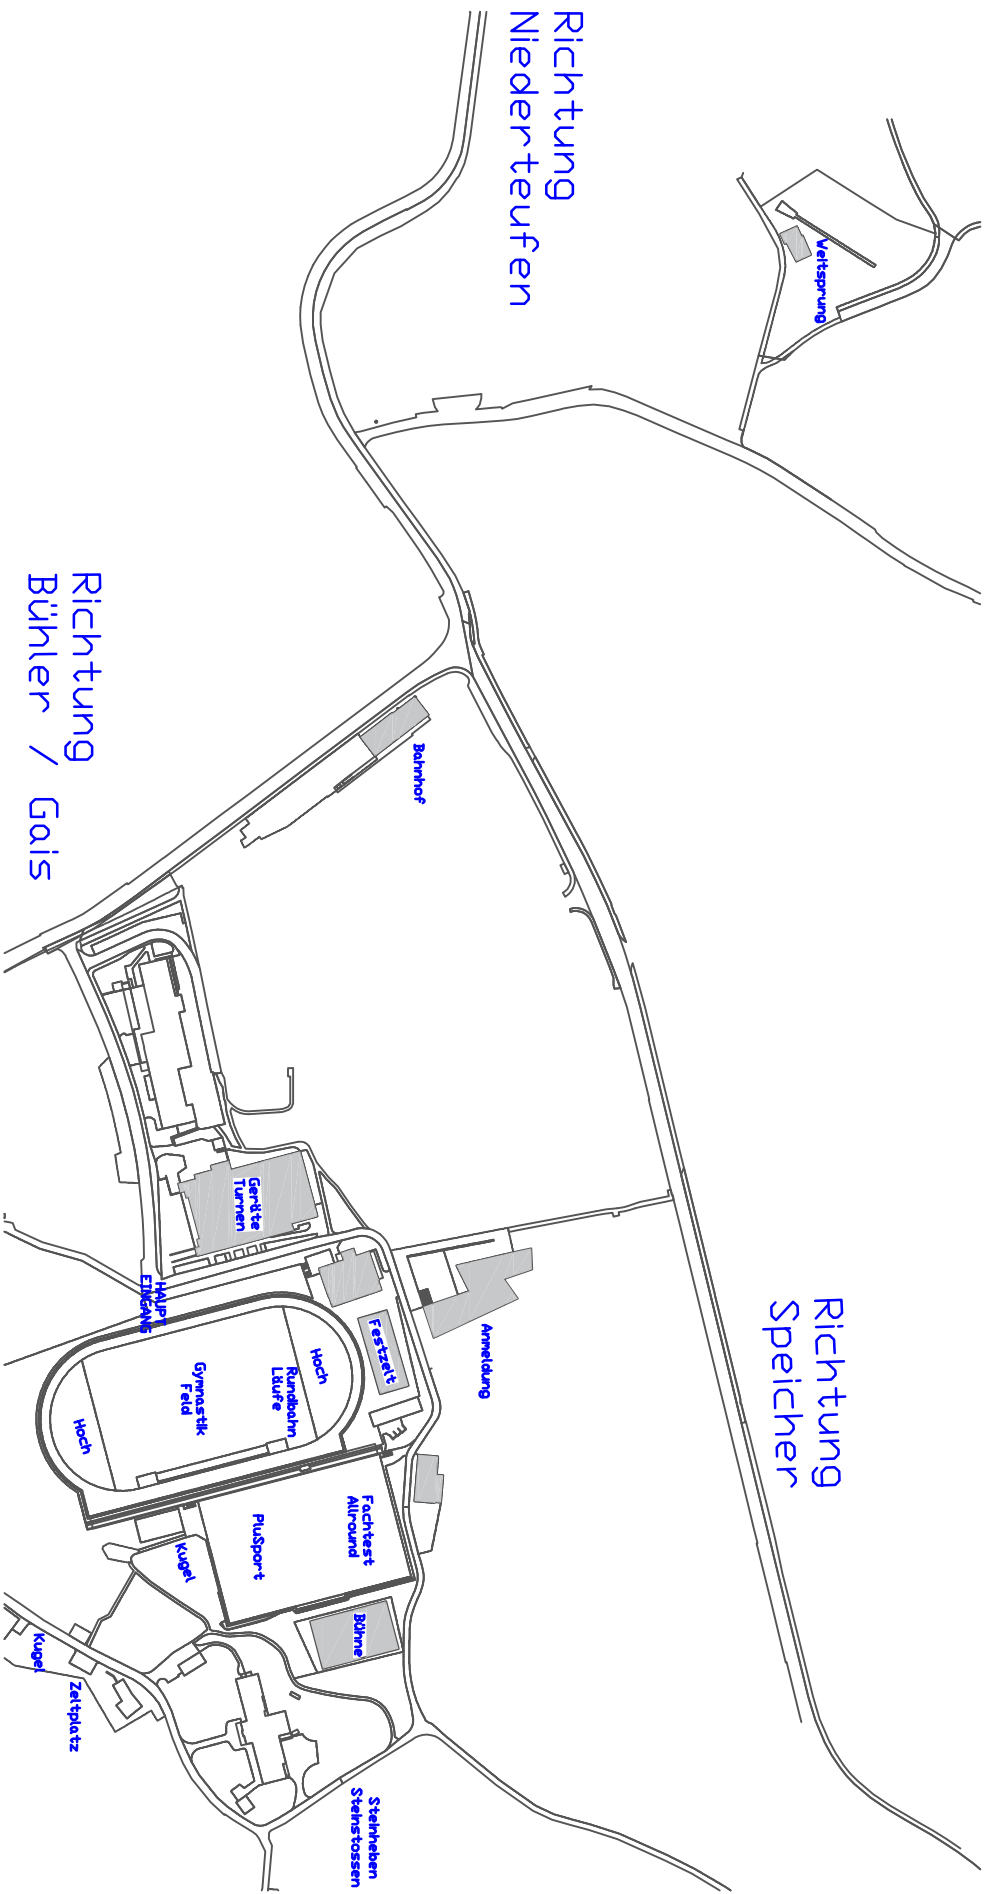 Richtung
Niederteufen
Weitsprung
Richtung
Bühler / Gais
Bahnhof
Richtung
Speicher
Geräte
Turnen
HAUPT
EINGANG
Anmeldung
Festzelt
Hoch
Rundbahn
Läufe
Gymnastik
Feld
Hoch
Fachtest
Allround
PluSport
Kugel
Bühne
Kugel
Zeltplatz
Steinheben
Steinstossen